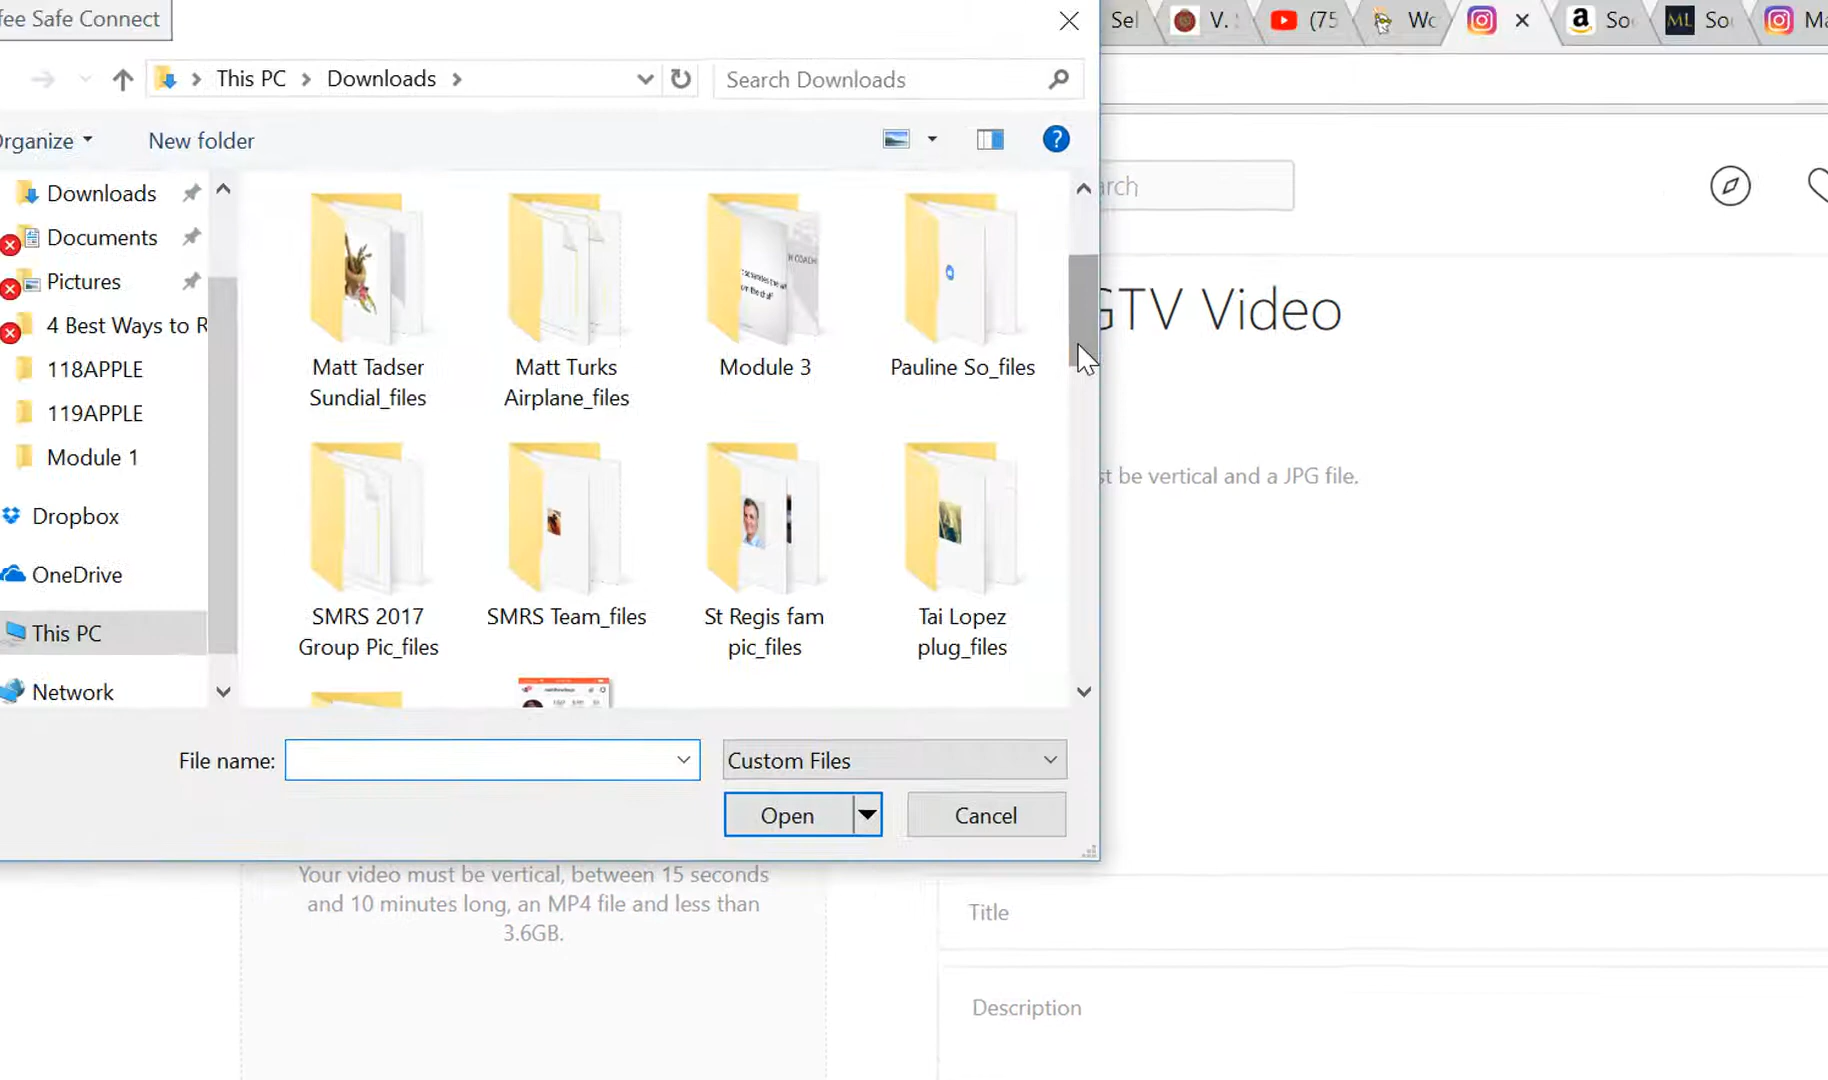 fee Safe Connect
Sel
V.
(75
Wo
So
ML
So
Ma
This PC
Downloads
Search Downloads
Organize
New folder
Downloads
Documents
Pictures
4 Best Ways to R
118APPLE
119APPLE
Module 1
Dropbox
OneDrive
This PC
Network
Matt Tadser
Sundial_files
Matt Turks
Airplane_files
Module 3
Pauline So_files
SMRS 2017
Group Pic_files
SMRS Team_files
St Regis fam
pic_files
Tai Lopez
plug_files
File name:
Custom Files
Open
Cancel
arch
GTV Video
st be vertical and a JPG file.
Your video must be vertical, between 15 seconds
and 10 minutes long, an MP4 file and less than
3.6GB.
Title
Description